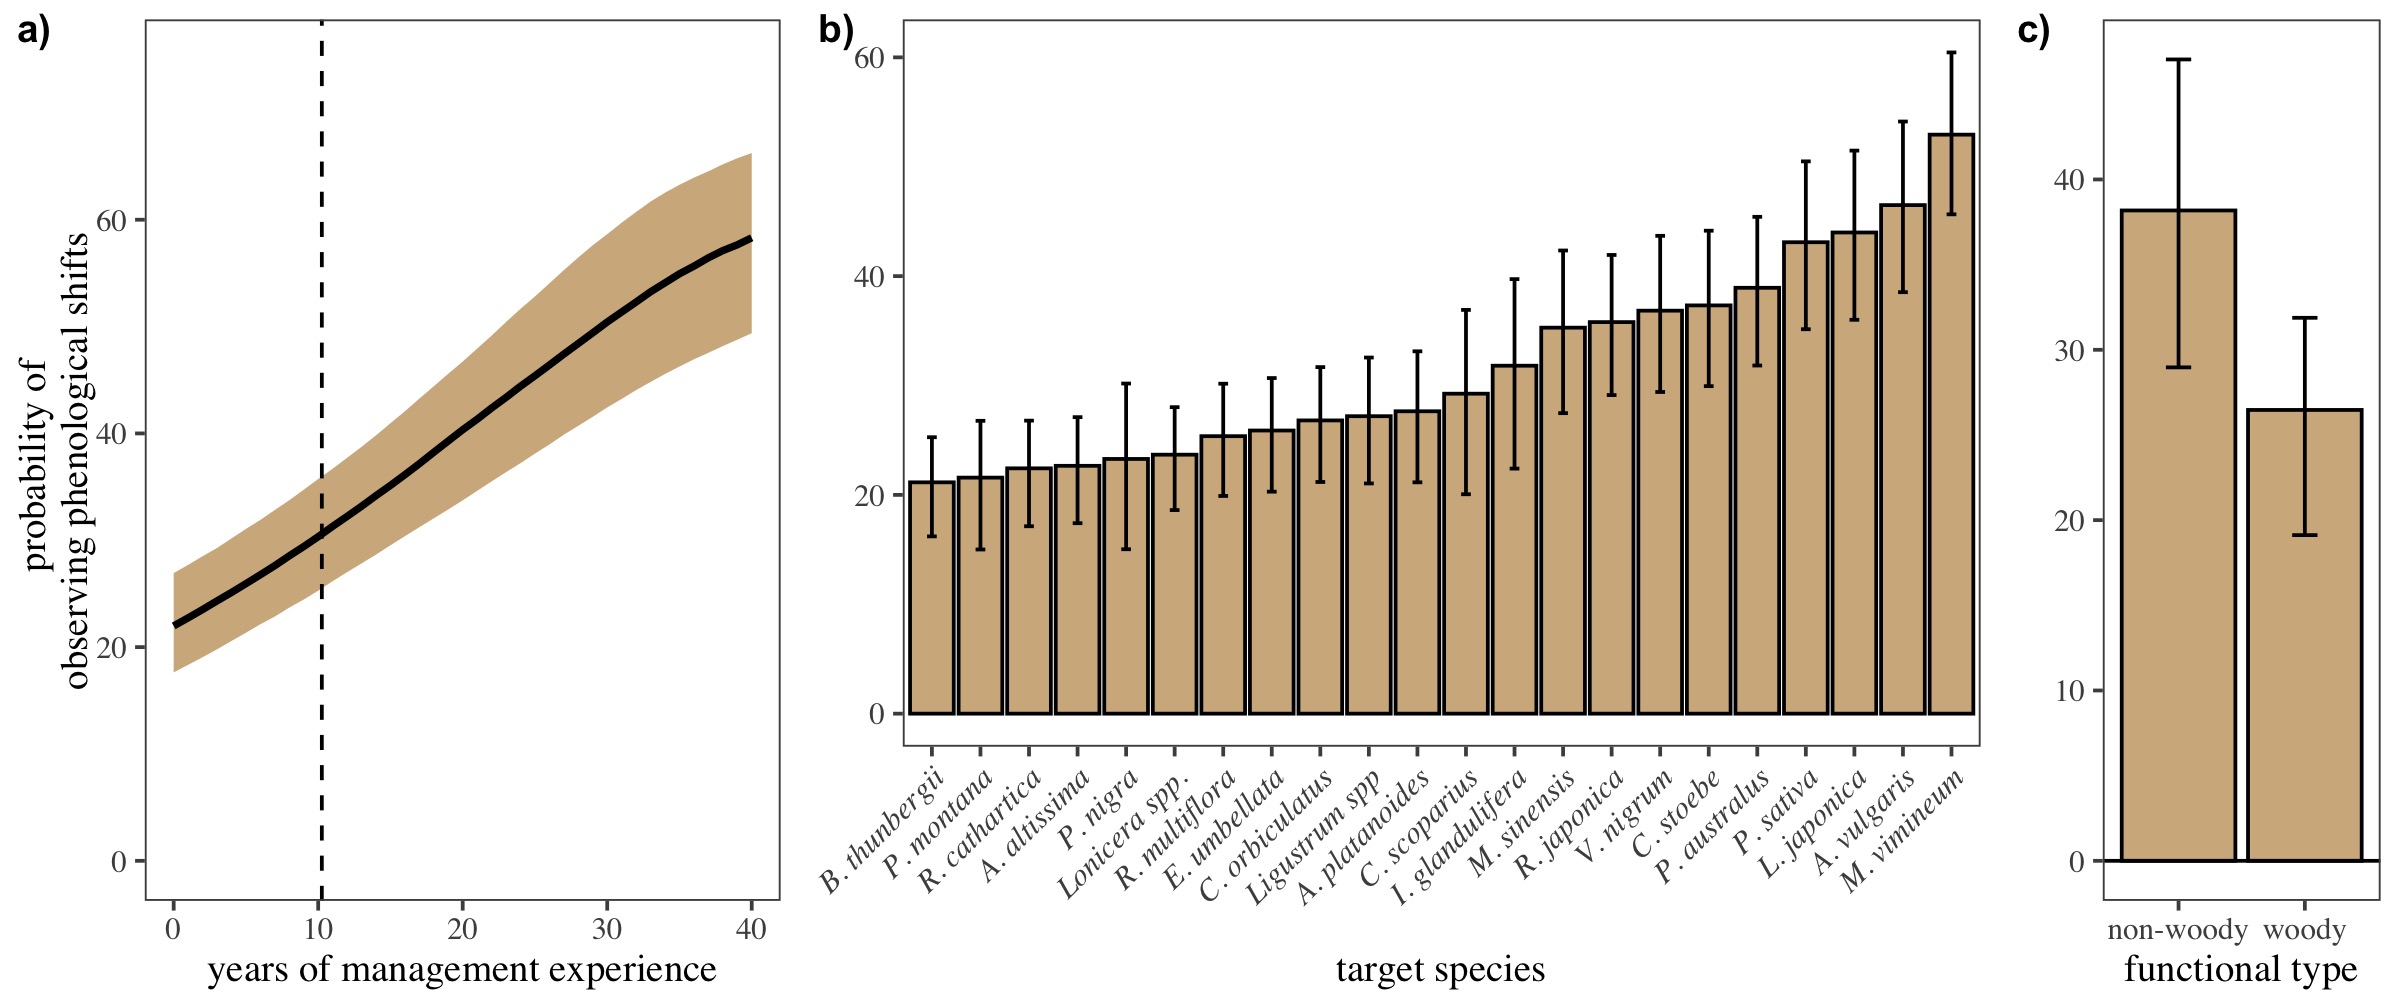 a)
probability of
observing phenological shifts
60
40
20
0
0 10 20 30 40
years of management experience
b)
60
40
20
0
B. thunbergii
P. montana
R. cathartica
A. altissima
P. nigra
Lonicera spp.
R. multiflora
E. umbellata
C. orbiculatus
Ligustrum spp
A. platanoides
C. scoparius
I. glandulifera
M. sinensis
R. japonica
V. nigrum
C. stoebe
P. australus
P. sativa
L. japonica
A. vulgaris
M. vimineum
target species
c)
40
30
20
10
0
non-woody woody
functional type